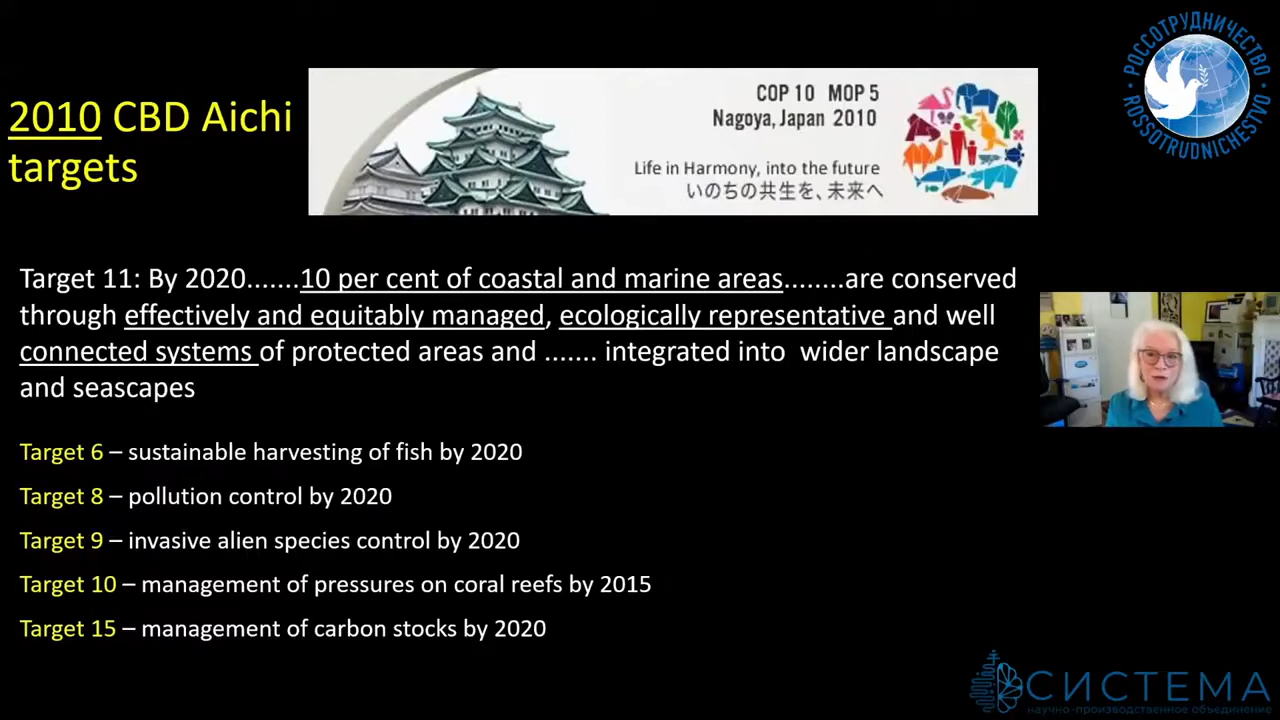 2010 CBD Aichi
targets
COP 10 MOP 5
Nagoya, Japan 2010
Life in Harmony, into the future
いのちの共生を、未来へ
РОССОТРУДНИЧЕСТВО
ROSSOTRUDNICHESTVO
Target 11: By 2020.......10 per cent of coastal and marine areas........are conserved
through effectively and equitably managed, ecologically representative and well
connected systems of protected areas and ....... integrated into wider landscape
and seascapes
Target 6 – sustainable harvesting of fish by 2020
Target 8 – pollution control by 2020
Target 9 – invasive alien species control by 2020
Target 10 – management of pressures on coral reefs by 2015
Target 15 – management of carbon stocks by 2020
СИСТЕМА
научно-производственное объединение